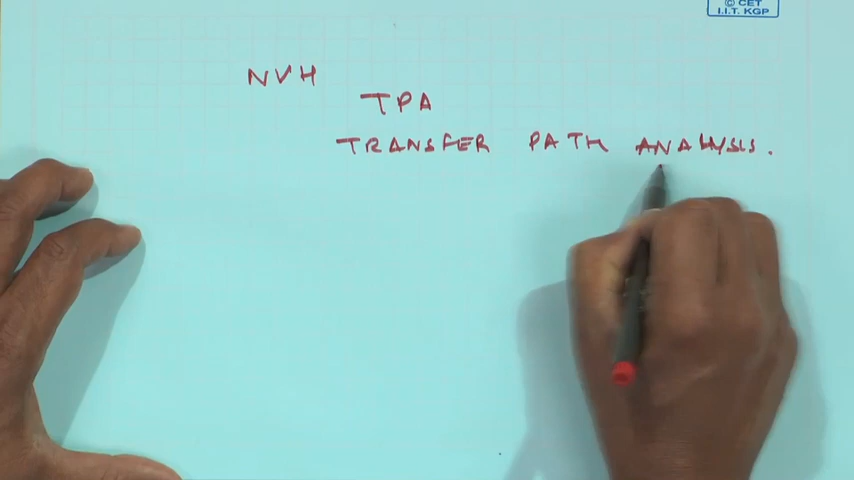 © CET
I.I.T. KGP
NVH
TPA
TRANSFER PATH ANALYSIS.